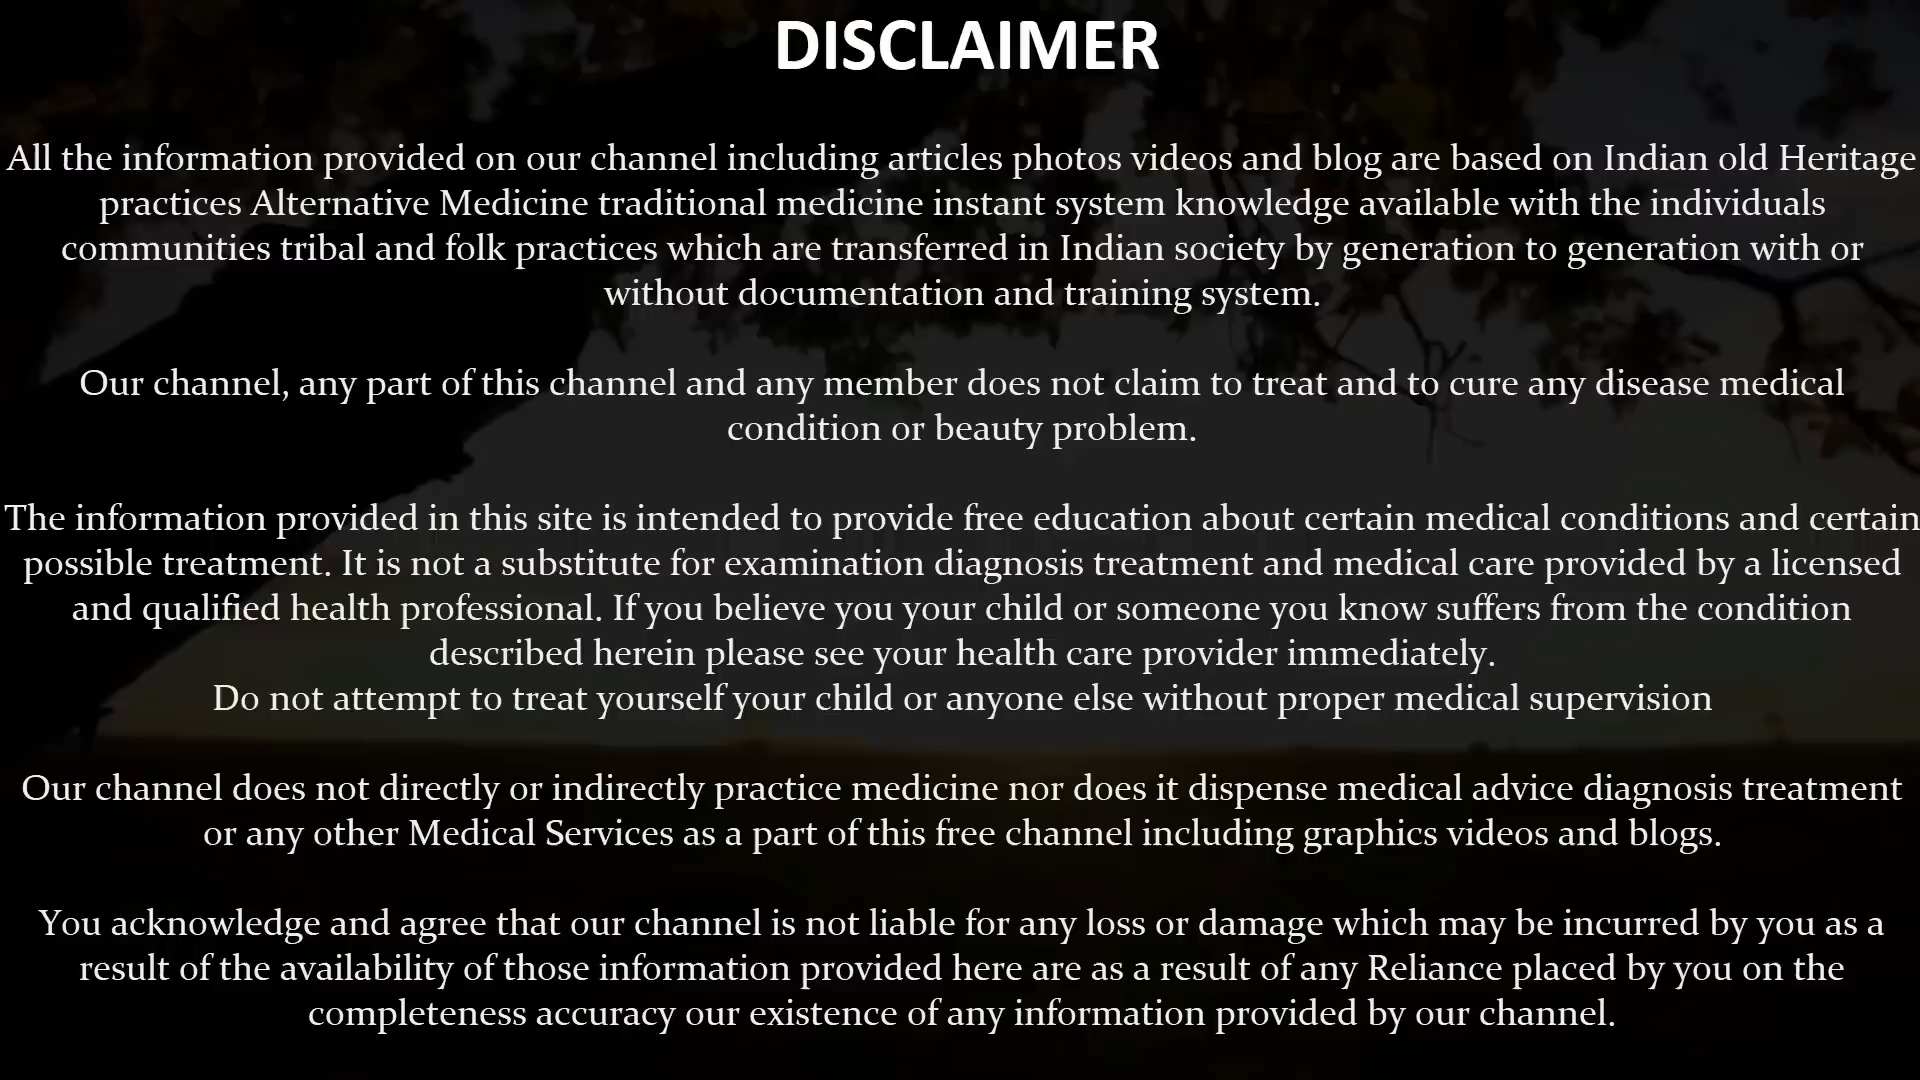 DISCLAIMER
All the information provided on our channel including articles photos videos and blog are based on Indian old Heritage
practices Alternative Medicine traditional medicine instant system knowledge available with the individuals
communities tribal and folk practices which are transferred in Indian society by generation to generation with or
without documentation and training system.
Our channel, any part of this channel and any member does not claim to treat and to cure any disease medical
condition or beauty problem.
The information provided in this site is intended to provide free education about certain medical conditions and certain
possible treatment. It is not a substitute for examination diagnosis treatment and medical care provided by a licensed
and qualified health professional. If you believe you your child or someone you know suffers from the condition
described herein please see your health care provider immediately.
Do not attempt to treat yourself your child or anyone else without proper medical supervision
Our channel does not directly or indirectly practice medicine nor does it dispense medical advice diagnosis treatment
or any other Medical Services as a part of this free channel including graphics videos and blogs.
You acknowledge and agree that our channel is not liable for any loss or damage which may be incurred by you as a
result of the availability of those information provided here are as a result of any Reliance placed by you on the
completeness accuracy our existence of any information provided by our channel.